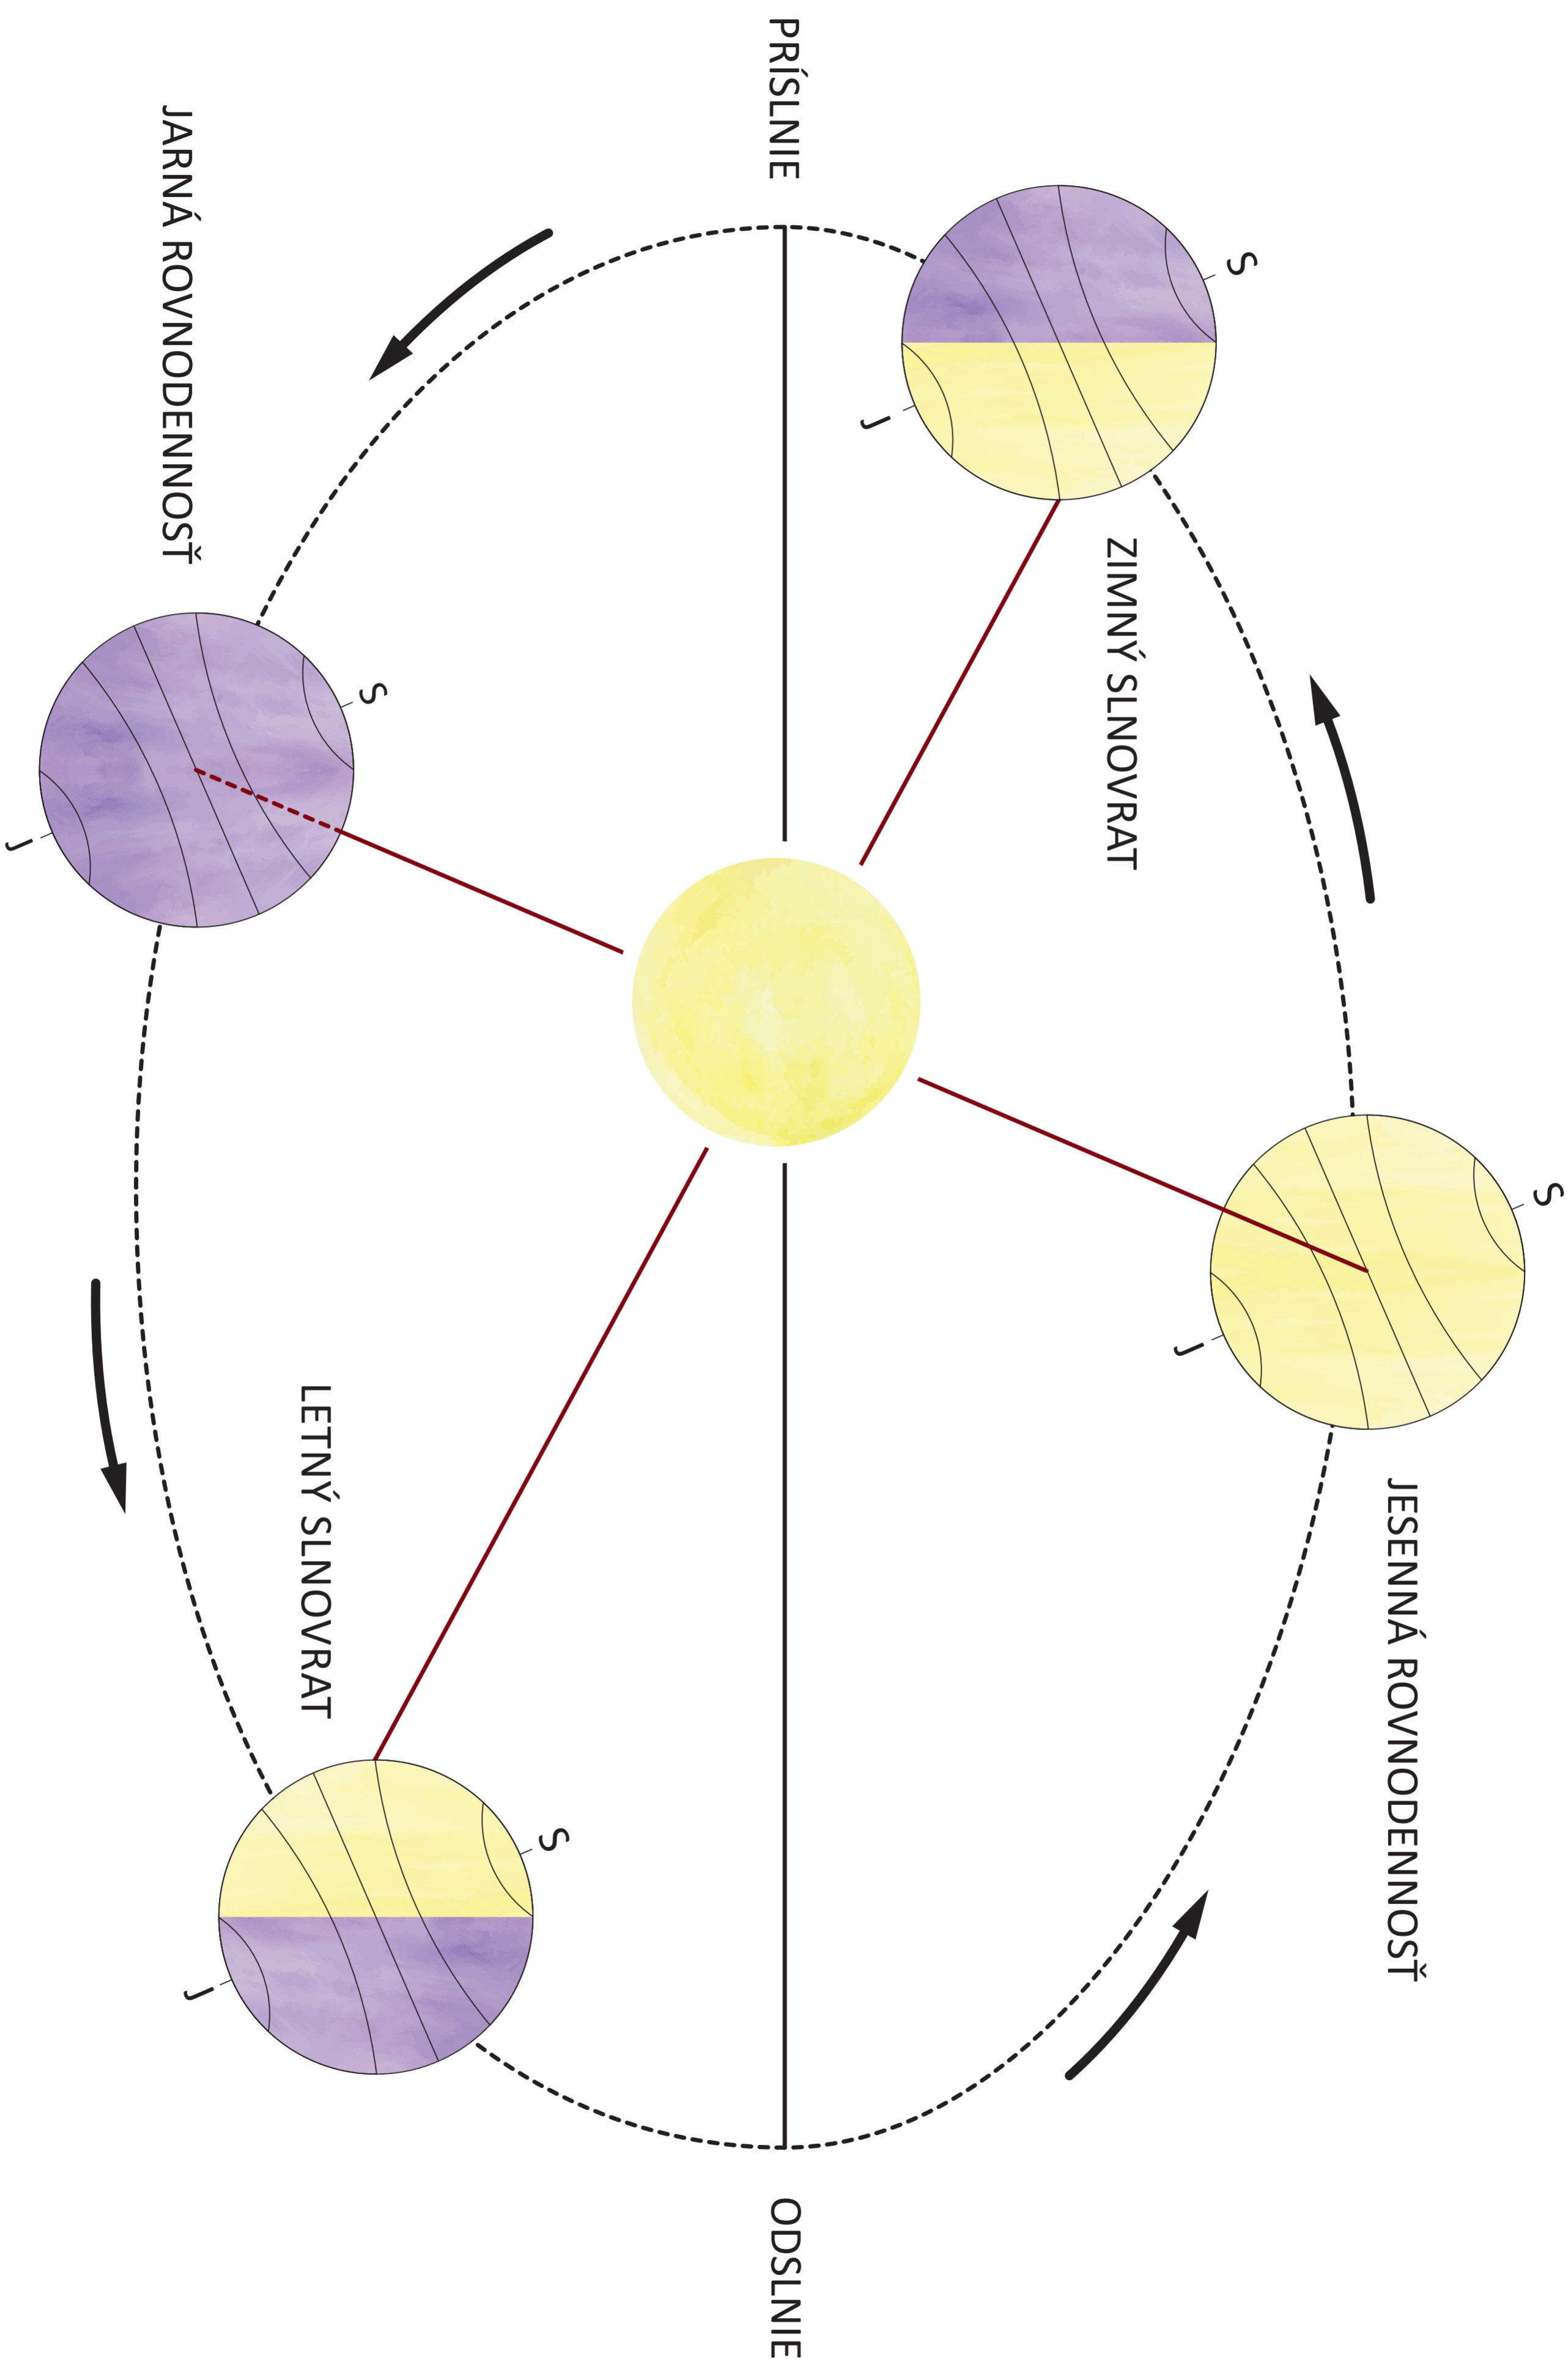 S
JESENNÁ ROVNODENNOSŤ
S
J
ZIMNÝ SLNOVRAT
J
PRÍSLNIE
ODSLNIE
S
S
LETNÝ SLNOVRAT
J
JARNÁ ROVNODENNOSŤ
J